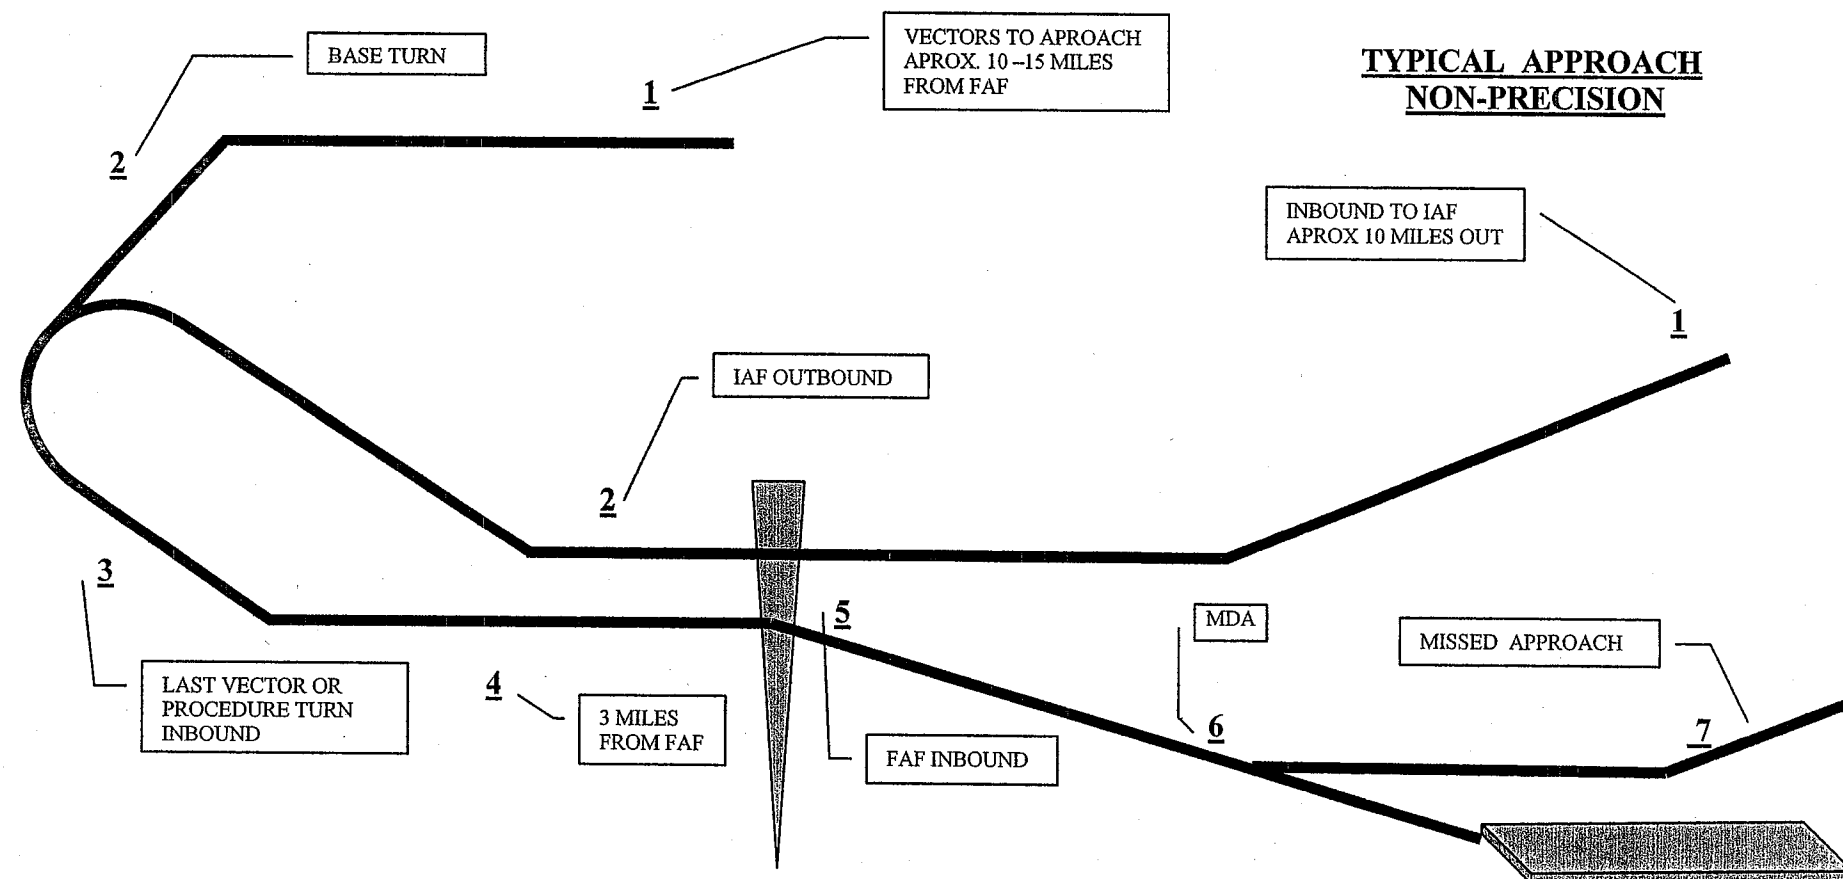 TYPICAL APPROACH
NON-PRECISION
BASE TURN
2
1
VECTORS TO APROACH
APROX. 10 –15 MILES
FROM FAF
INBOUND TO IAF
APROX 10 MILES OUT
1
IAF OUTBOUND
2
3
LAST VECTOR OR
PROCEDURE TURN
INBOUND
4
3 MILES
FROM FAF
5
FAF INBOUND
MDA
6
MISSED APPROACH
7